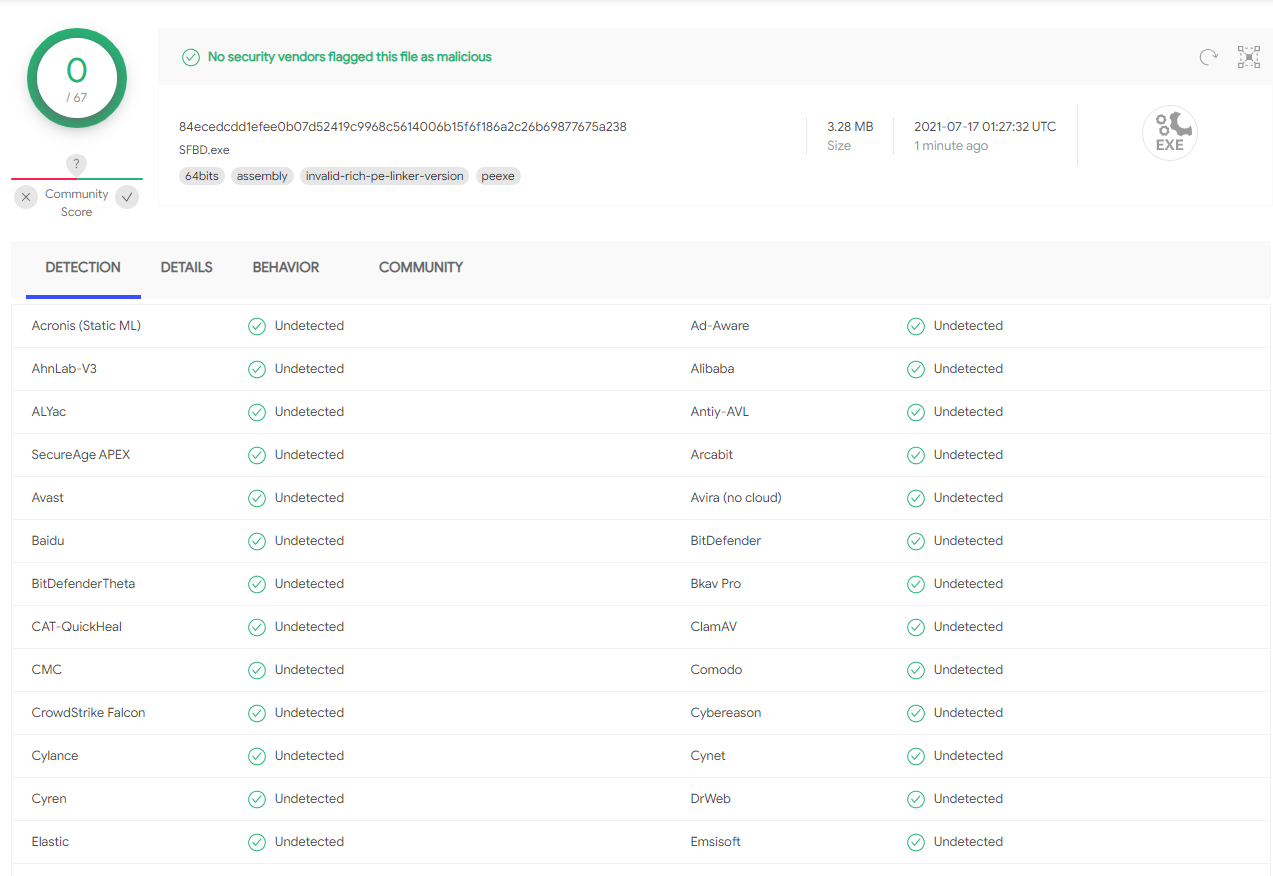 0
/ 67
?
Community
Score
No security vendors flagged this file as malicious
84ecedcdd1efee0b07d52419c9968c5614006b15f6f186a2c26b69877675a238
SFBD.exe
64bits assembly invalid-rich-pe-linker-version peexe
3.28 MB
Size
2021-07-17 01:27:32 UTC
1 minute ago
EXE
DETECTION DETAILS BEHAVIOR COMMUNITY
Acronis (Static ML) Undetected Ad-Aware Undetected
AhnLab-V3 Undetected Alibaba Undetected
ALYac Undetected Antiy-AVL Undetected
SecureAge APEX Undetected Arcabit Undetected
Avast Undetected Avira (no cloud) Undetected
Baidu Undetected BitDefender Undetected
BitDefenderTheta Undetected Bkav Pro Undetected
CAT-QuickHeal Undetected ClamAV Undetected
CMC Undetected Comodo Undetected
CrowdStrike Falcon Undetected Cybereason Undetected
Cylance Undetected Cynet Undetected
Cyren Undetected DrWeb Undetected
Elastic Undetected Emsisoft Undetected